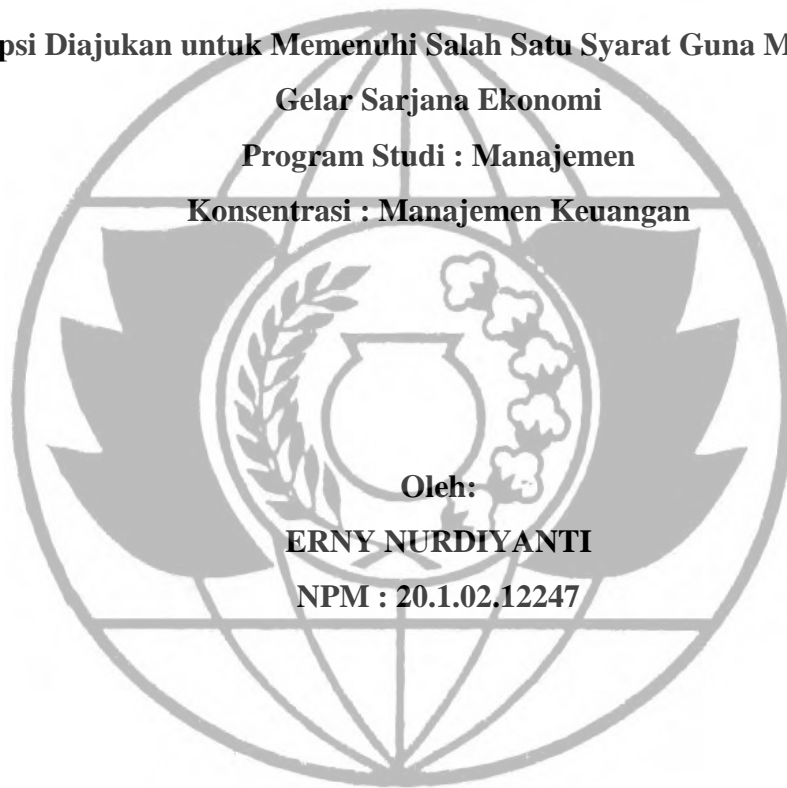 psi Diajukan untuk Memenuhi Salah Satu Syarat Guna M
Gelar Sarjana Ekonomi
Program Studi : Manajemen
Konsentrasi : Manajemen Keuangan
Oleh:
ERNY NURDIYANTI
NPM : 20.1.02.12247